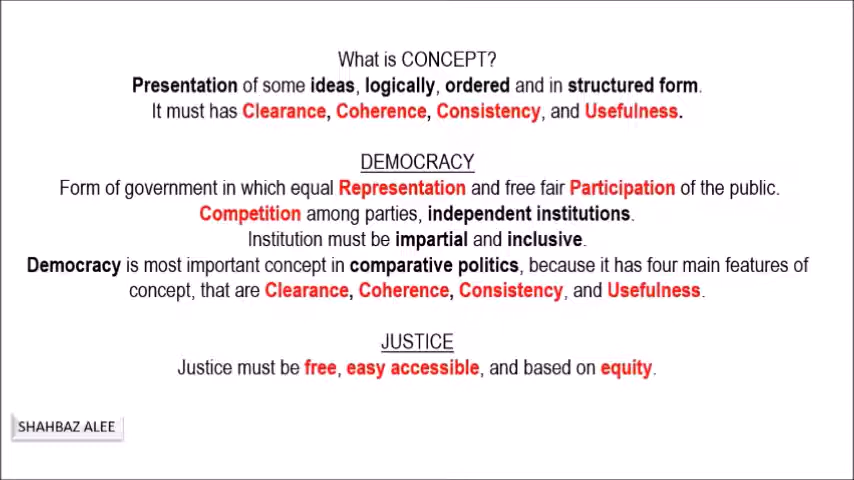 What is CONCEPT?
Presentation of some ideas, logically, ordered and in structured form.
It must has Clearance, Coherence, Consistency, and Usefulness.
DEMOCRACY
Form of government in which equal Representation and free fair Participation of the public.
Competition among parties, independent institutions.
Institution must be impartial and inclusive.
Democracy is most important concept in comparative politics, because it has four main features of
concept, that are Clearance, Coherence, Consistency, and Usefulness.
JUSTICE
Justice must be free, easy accessible, and based on equity.
SHAHBAZ ALEE